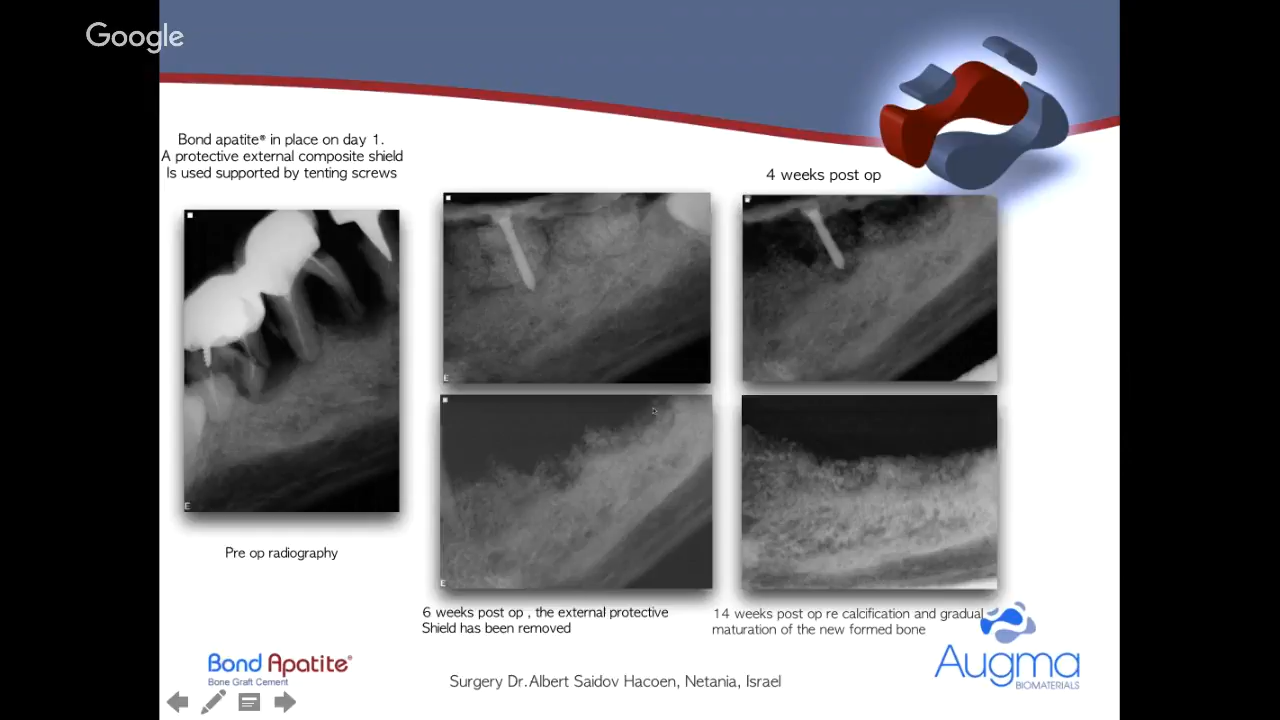 Google
Bond apatite® in place on day 1.
A protective external composite shield
Is used supported by tenting screws
4 weeks post op
E
E
E
Pre op radiography
6 weeks post op , the external protective
Shield has been removed
14 weeks post op re calcification and gradual
maturation of the new formed bone
Bond Apatite®
Bone Graft Cement
Surgery Dr.Albert Saidov Hacoen, Netania, Israel
Augma
BIOMATERIALS